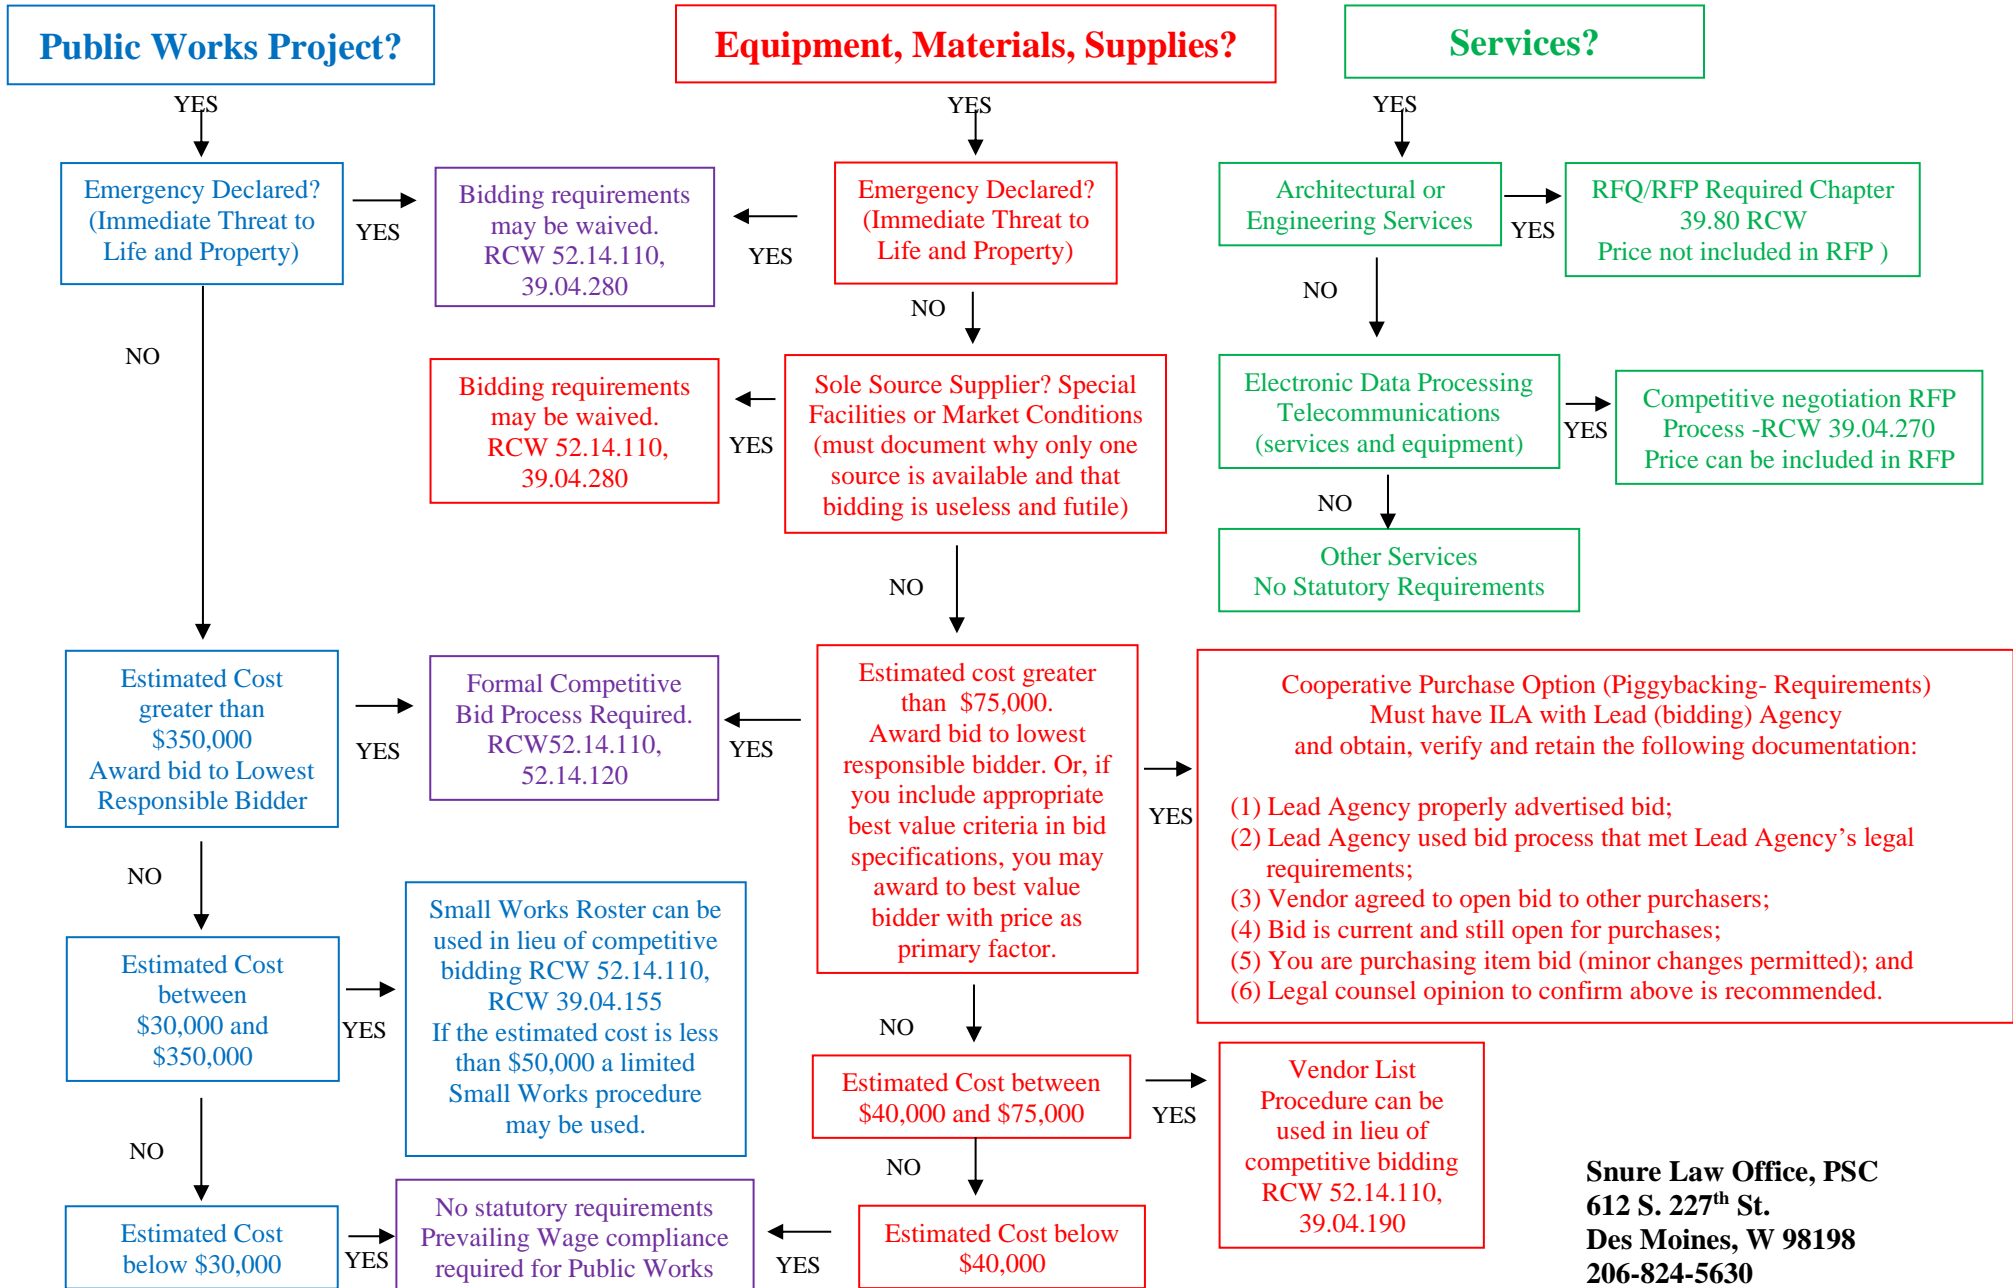 Public Works Project?
Equipment, Materials, Supplies?
Services?
YES
YES
YES
Emergency Declared?
(Immediate Threat to
Life and Property)
YES
Bidding requirements
may be waived.
RCW 52.14.110,
39.04.280
YES
Emergency Declared?
(Immediate Threat to
Life and Property)
Architectural or
Engineering Services
YES
RFQ/RFP Required Chapter
39.80 RCW
Price not included in RFP )
NO
NO
NO
Bidding requirements
may be waived.
RCW 52.14.110,
39.04.280
YES
Sole Source Supplier? Special
Facilities or Market Conditions
(must document why only one
source is available and that
bidding is useless and futile)
Electronic Data Processing
Telecommunications
(services and equipment)
YES
Competitive negotiation RFP
Process -RCW 39.04.270
Price can be included in RFP
NO
NO
Other Services
No Statutory Requirements
Estimated Cost
greater than
$350,000
Award bid to Lowest
Responsible Bidder
YES
Formal Competitive
Bid Process Required.
RCW52.14.110,
52.14.120
YES
Estimated cost greater
than $75,000.
Award bid to lowest
responsible bidder. Or, if
you include appropriate
best value criteria in bid
specifications, you may
award to best value
bidder with price as
primary factor.
YES
Cooperative Purchase Option (Piggybacking- Requirements)
Must have ILA with Lead (bidding) Agency
and obtain, verify and retain the following documentation:
(1) Lead Agency properly advertised bid;
(2) Lead Agency used bid process that met Lead Agency’s legal
requirements;
(3) Vendor agreed to open bid to other purchasers;
(4) Bid is current and still open for purchases;
(5) You are purchasing item bid (minor changes permitted); and
(6) Legal counsel opinion to confirm above is recommended.
NO
Estimated Cost
between
$30,000 and
$350,000
YES
Small Works Roster can be
used in lieu of competitive
bidding RCW 52.14.110,
RCW 39.04.155
If the estimated cost is less
than $50,000 a limited
Small Works procedure
may be used.
NO
Estimated Cost between
$40,000 and $75,000
YES
Vendor List
Procedure can be
used in lieu of
competitive bidding
RCW 52.14.110,
39.04.190
NO
NO
Estimated Cost
below $30,000
YES
No statutory requirements
Prevailing Wage compliance
required for Public Works
YES
Estimated Cost below
$40,000
Snure Law Office, PSC
612 S. 227th St.
Des Moines, W 98198
206-824-5630